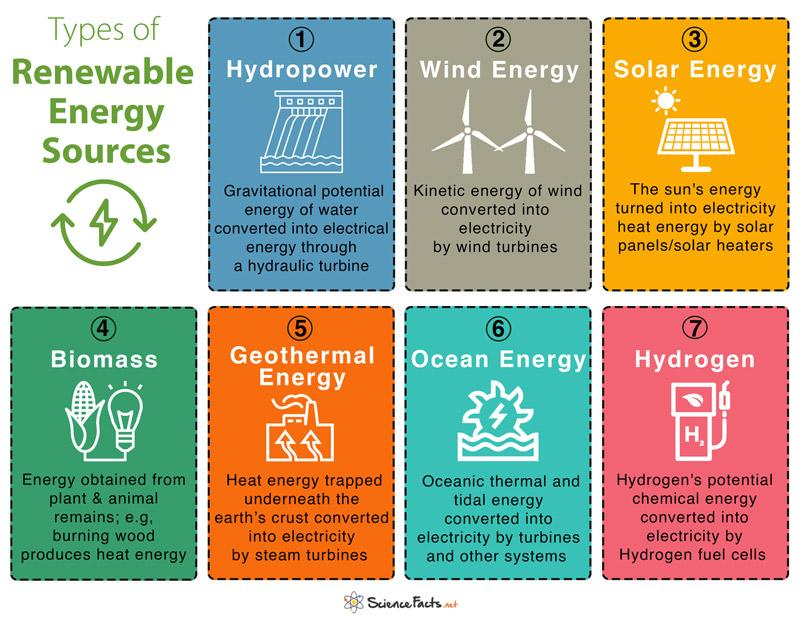 Types of
Renewable
Energy
Sources
①
Hydropower
Gravitational potential
energy of water
converted into electrical
energy through
a hydraulic turbine
②
Wind Energy
Kinetic energy of wind
converted into
electricity
by wind turbines
③
Solar Energy
The sun's energy
turned into electricity
heat energy by solar
panels/solar heaters
④
Biomass
Energy obtained from
plant & animal
remains; e.g,
burning wood
produces heat energy
⑤
Geothermal
Energy
Heat energy trapped
underneath the
earth's crust converted
into electricity
by steam turbines
⑥
Ocean Energy
Oceanic thermal and
tidal energy
converted into
electricity by turbines
and other systems
⑦
Hydrogen
H₂
Hydrogen's potential
chemical energy
converted into
electricity by
Hydrogen fuel cells
ScienceFacts.net